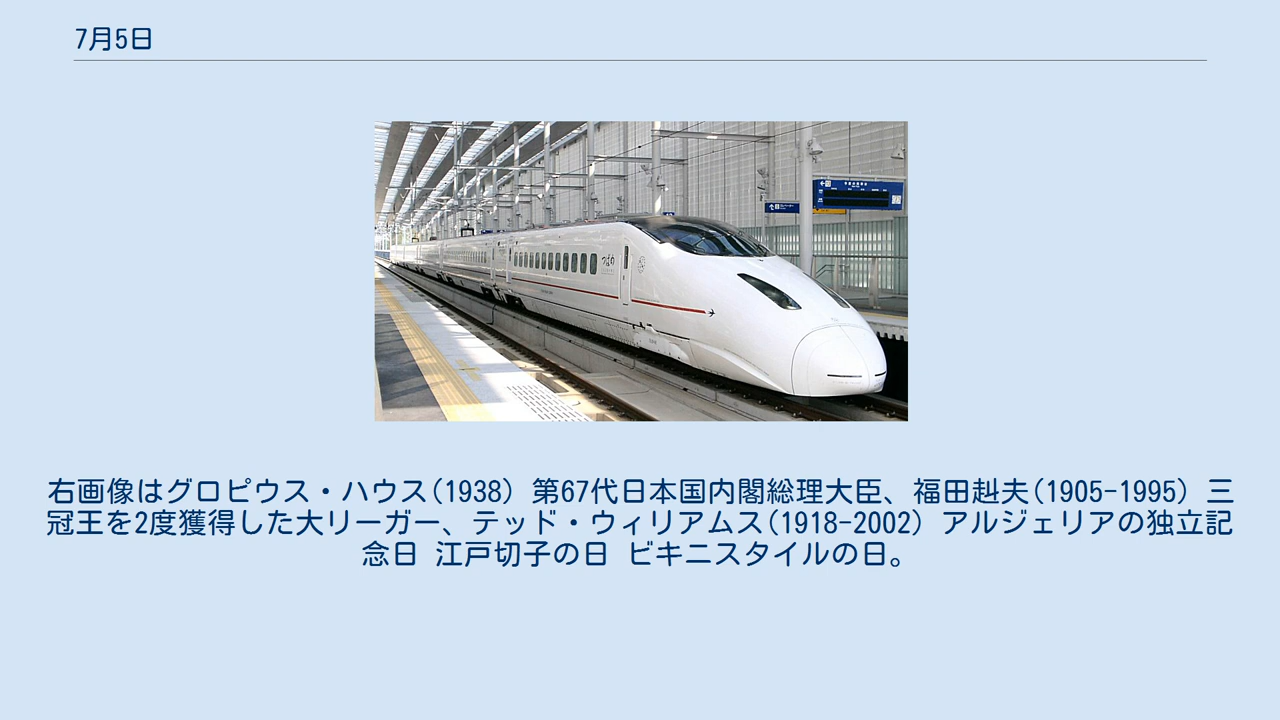 7月5日
つばめ
右画像はグロピウス・ハウス(1938) 第67代日本国内閣総理大臣、福田赳夫(1905-1995) 三
冠王を2度獲得した大リーガー、テッド・ウィリアムス(1918-2002) アルジェリアの独立記
念日 江戸切子の日 ビキニスタイルの日。